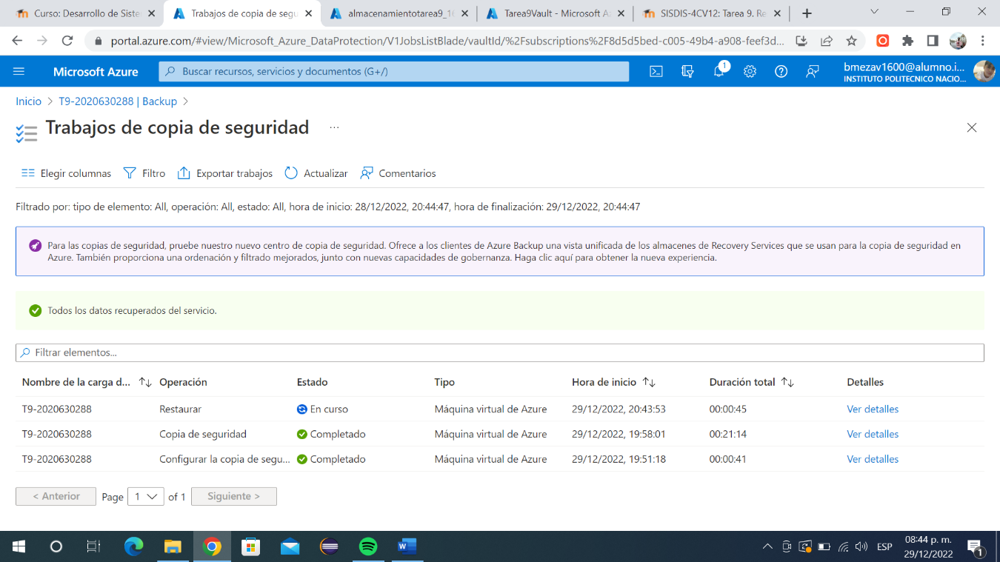 Curso: Desarrollo de Siste
Trabajos de copia de segu
almacenamientotarea9_1
Tarea9Vault - Microsoft A
SISDIS-4CV12: Tarea 9. Re
portal.azure.com/#view/Microsoft_Azure_DataProtection/V1JobsListBlade/vaultId/%2Fsubscriptions%2F8d5d5bed-c005-49b4-a908-feef3d...
Microsoft Azure
Buscar recursos, servicios y documentos (G+/)
1
bmezav1600@alumno.i...
INSTITUTO POLITECNICO NACIO...
Inicio > T9-2020630288 | Backup >
Trabajos de copia de seguridad ...
Elegir columnas Filtro Exportar trabajos Actualizar Comentarios
Filtrado por: tipo de elemento: All, operación: All, estado: All, hora de inicio: 28/12/2022, 20:44:47, hora de finalización: 29/12/2022, 20:44:47
Para las copias de seguridad, pruebe nuestro nuevo centro de copia de seguridad. Ofrece a los clientes de Azure Backup una vista unificada de los almacenes de Recovery Services que se usan para la copia de seguridad en
Azure. También proporciona una ordenación y filtrado mejorados, junto con nuevas capacidades de gobernanza. Haga clic aquí para obtener la nueva experiencia.
Todos los datos recuperados del servicio.
Filtrar elementos...
Nombre de la carga d... Operación Estado Tipo Hora de inicio Duración total Detalles
T9-2020630288 Restaurar En curso Máquina virtual de Azure 29/12/2022, 20:43:53 00:00:45 Ver detalles
T9-2020630288 Copia de seguridad Completado Máquina virtual de Azure 29/12/2022, 19:58:01 00:21:14 Ver detalles
T9-2020630288 Configurar la copia de segu... Completado Máquina virtual de Azure 29/12/2022, 19:51:18 00:00:41 Ver detalles
< Anterior Page 1 of 1 Siguiente >
ESP
08:44 p. m.
29/12/2022
1